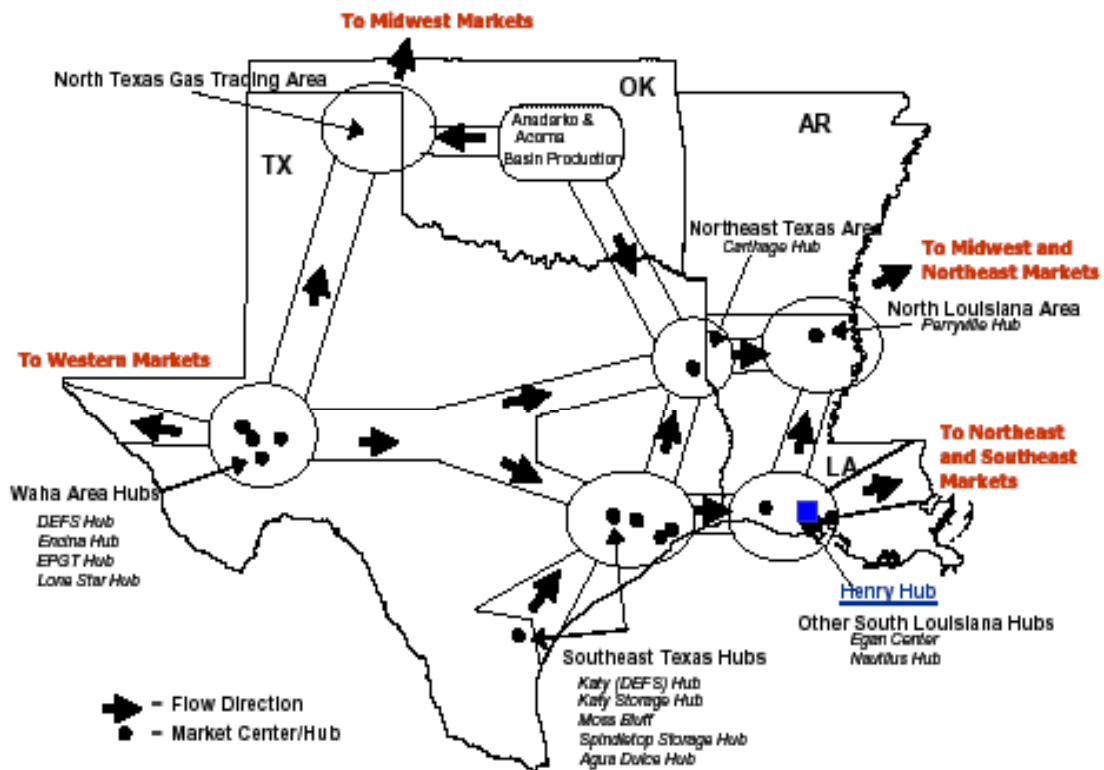 To Midwest Markets
North Texas Gas Trading Area
OK
Anadarko &
Acoma
Basin Production
AR
TX
Northeast Texas Area
Carthage Hub
To Midwest and
Northeast Markets
North Louisiana Area
Perryville Hub
To Western Markets
To Northeast
and Southeast
Markets
LA
Waha Area Hubs
DEFS Hub
Encina Hub
EPGT Hub
Lone Star Hub
Henry Hub
Other South Louisiana Hubs
Egan Center
Nautilus Hub
Southeast Texas Hubs
Katy (DEFS) Hub
Katy Storage Hub
Moss Bluff
Spindletop Storage Hub
Agua Dulce Hub
- Flow Direction
- Market Center/Hub